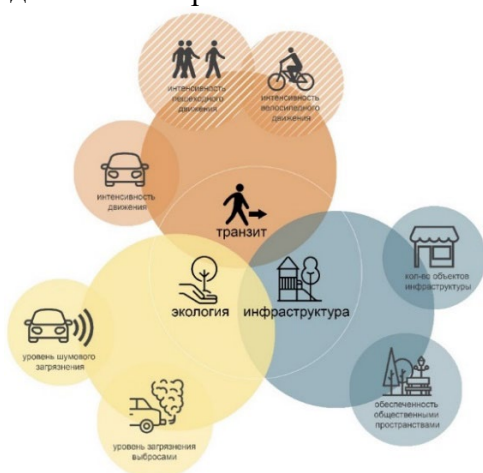 интенсивность
пешеходного
движения
интенсивность
велосипедного
движения
интенсивность
движения
транзит
экология
инфраструктура
кол-во объектов
инфраструктуры
уровень шумового
загрязнения
обеспеченность
общественными
пространствами
уровень загрязнения
выбросами